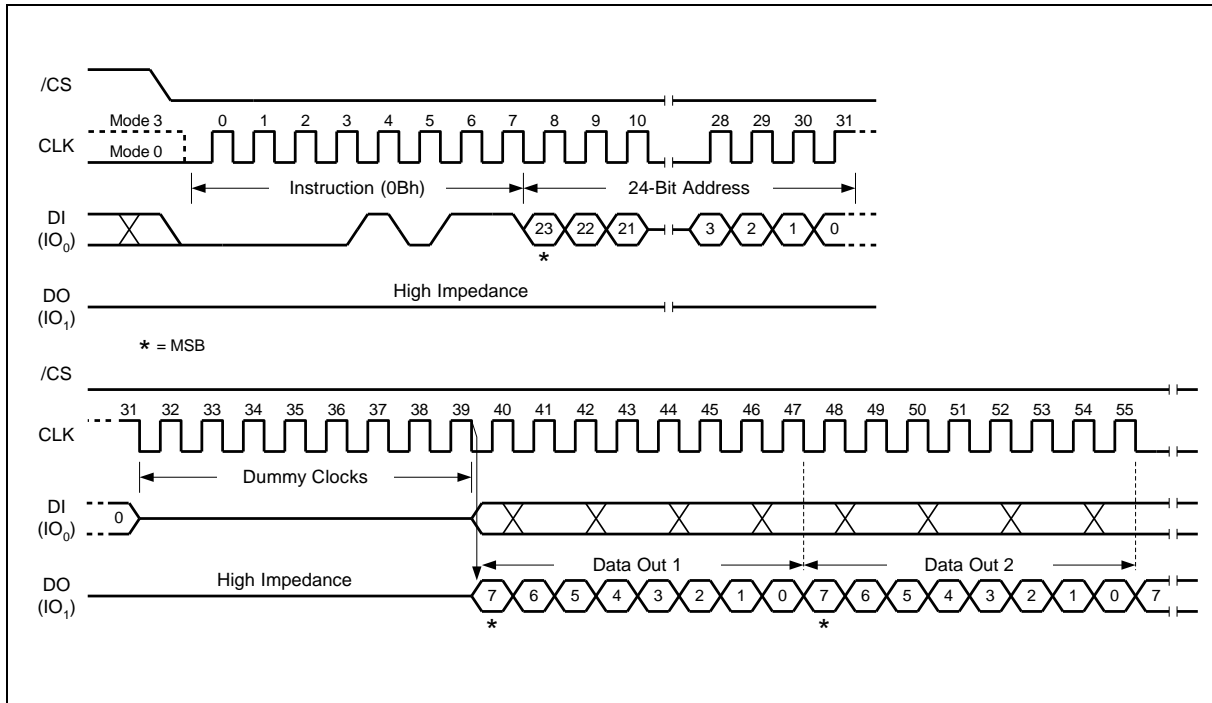 /CS
Mode 3 0 1 2 3 4 5 6 7 8 9 10 28 29 30 31
CLK Mode 0
Instruction (0Bh) 24-Bit Address
DI
(IO₀) 23 22 21 3 2 1 0
*
DO High Impedance
(IO₁)
* = MSB
/CS
31 32 33 34 35 36 37 38 39 40 41 42 43 44 45 46 47 48 49 50 51 52 53 54 55
CLK
Dummy Clocks
DI
(IO₀) 0
Data Out 1 Data Out 2
DO High Impedance
(IO₁) 7 6 5 4 3 2 1 0 7 6 5 4 3 2 1 0 7
* *